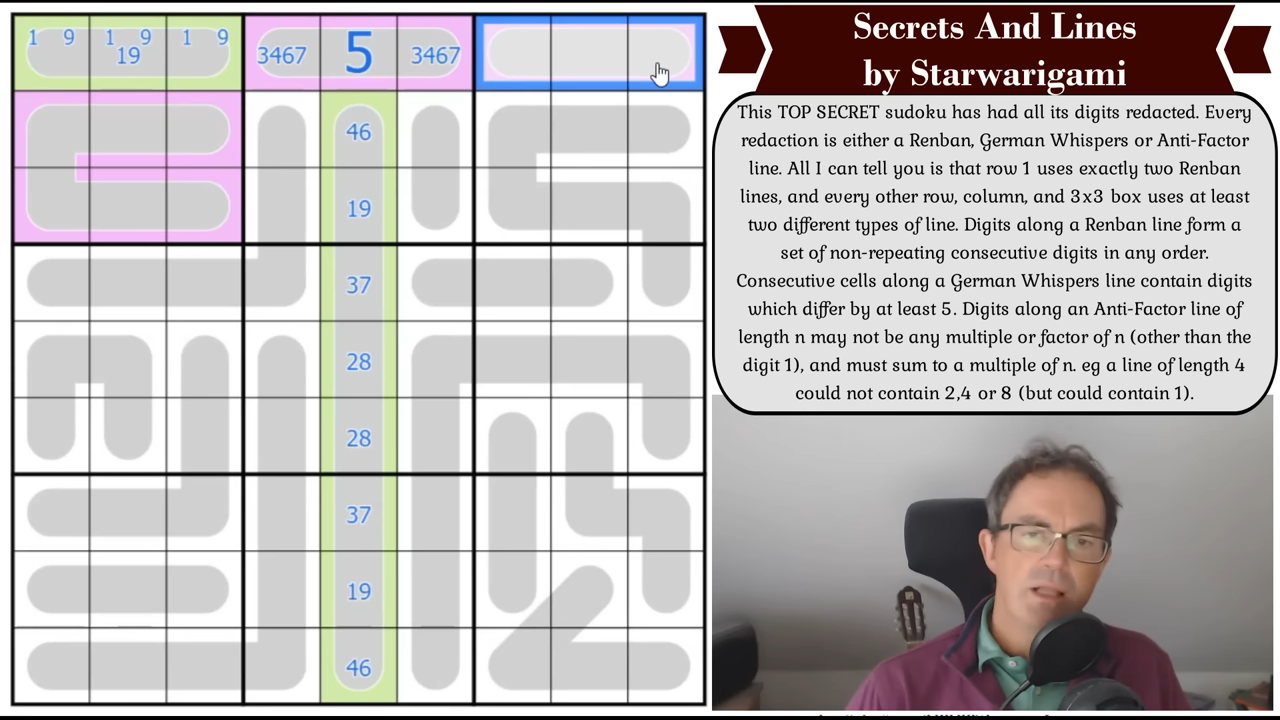 Secrets And Lines
by Starwarigami
This TOP SECRET sudoku has had all its digits redacted. Every
redaction is either a Renban, German Whispers or Anti-Factor
line. All I can tell you is that row 1 uses exactly two Renban
lines, and every other row, column, and 3x3 box uses at least
two different types of line. Digits along a Renban line form a
set of non-repeating consecutive digits in any order.
Consecutive cells along a German Whispers line contain digits
which differ by at least 5. Digits along an Anti-Factor line of
length n may not be any multiple or factor of n (other than the
digit 1), and must sum to a multiple of n. eg a line of length 4
could not contain 2,4 or 8 (but could contain 1).
1 9 1 9 1 9
19
3467 5 3467
46
19
37
28
28
37
19
46